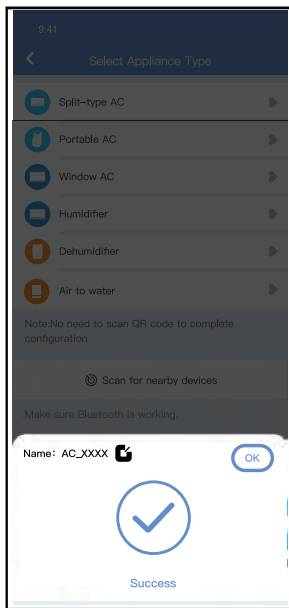 9:41
Select Appliance Type
Split-type AC
Portable AC
Window AC
Humidifier
Dehumidifier
Air to water
Note:No need to scan QR code to complete
configuration
Scan for nearby devices
Make sure Bluetooth is working.
Name: AC_XXXX
OK
Success